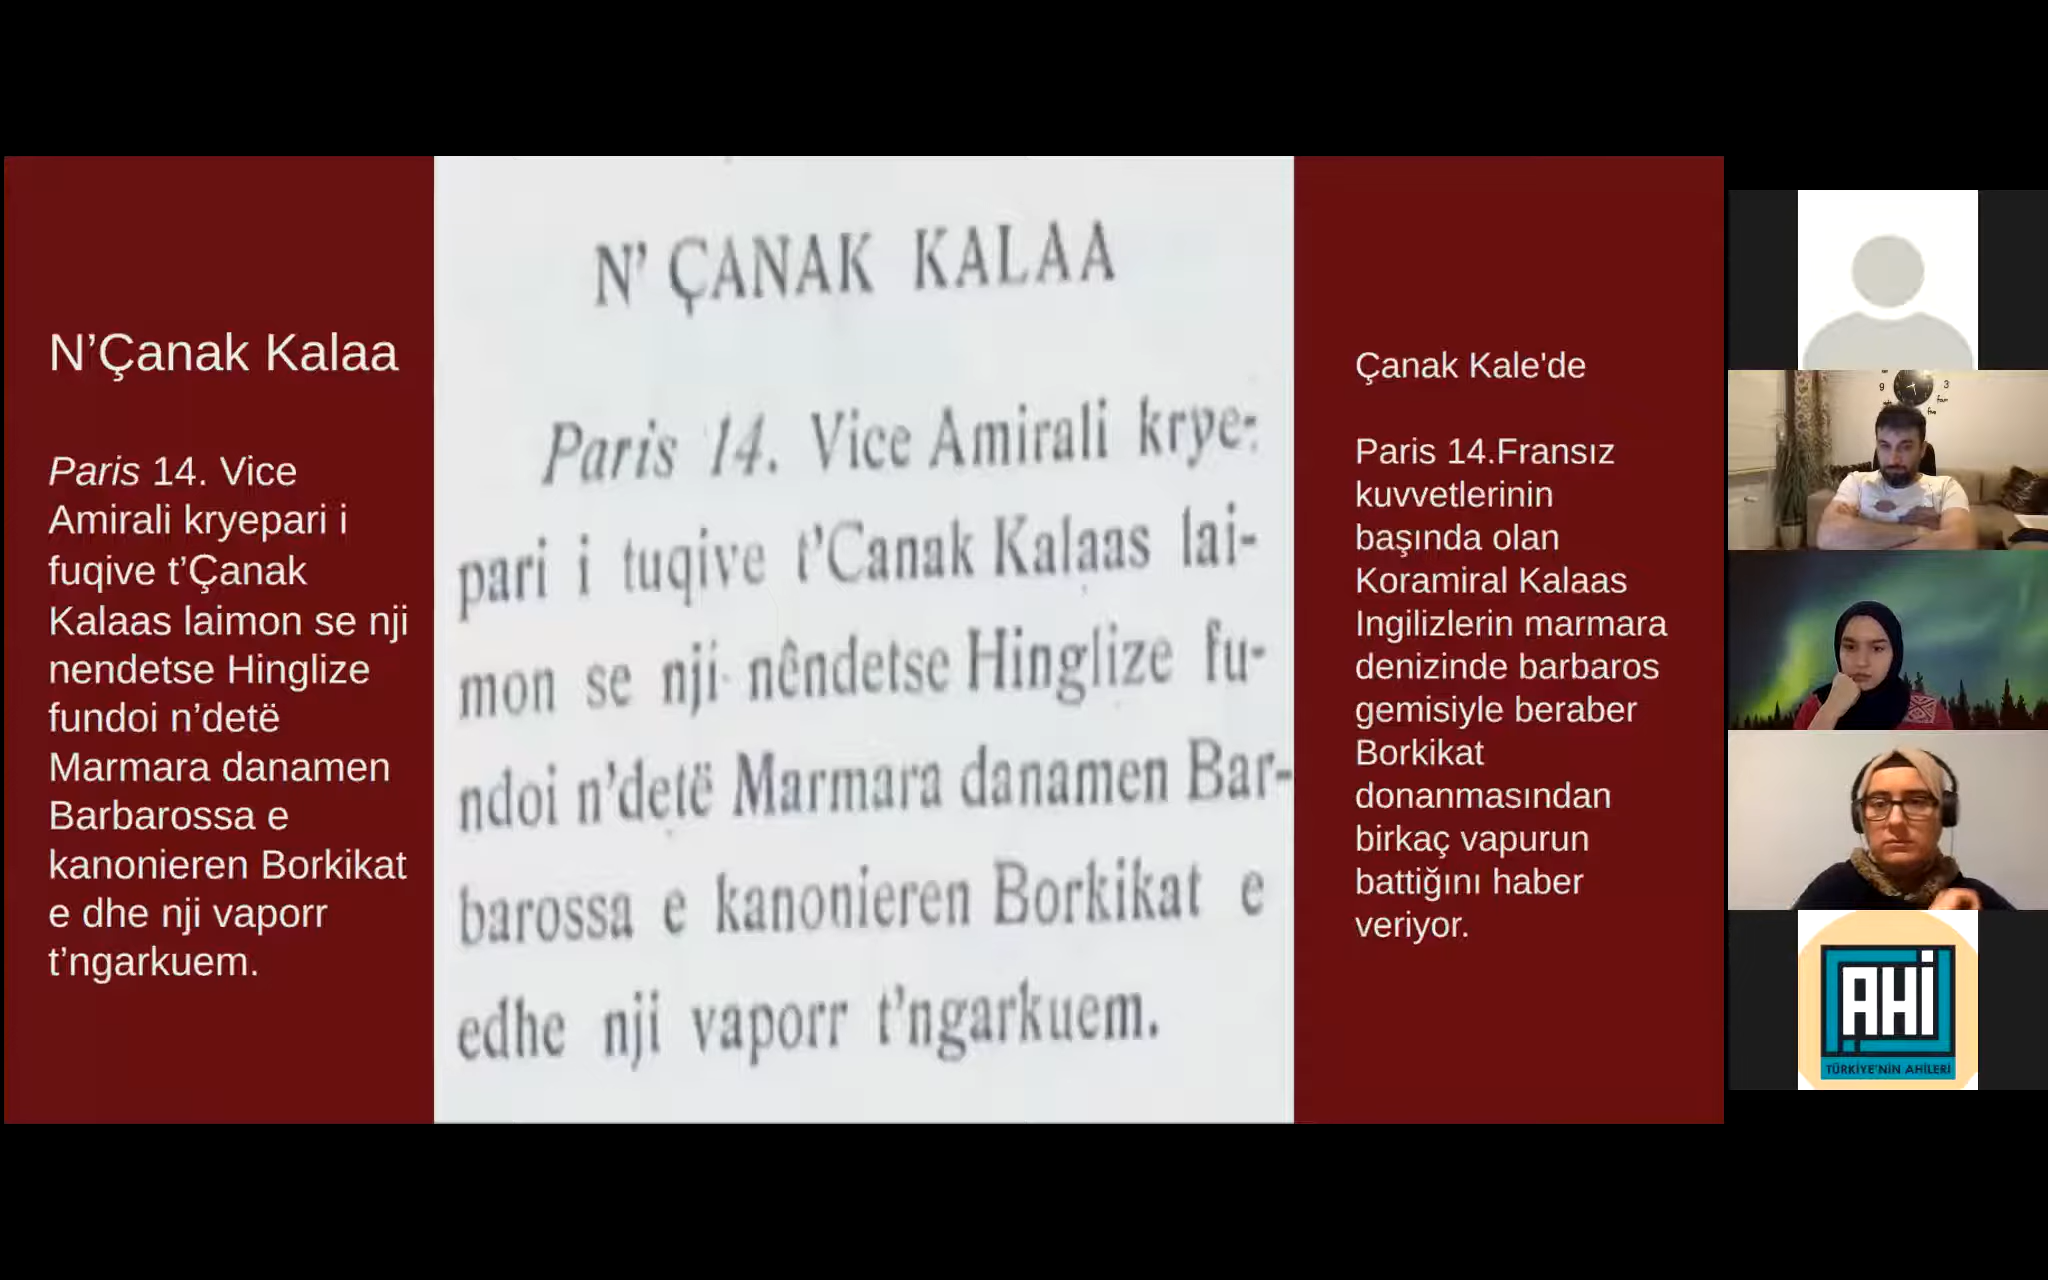 N’Çanak Kalaa
Paris 14. Vice
Amirali kryepari i
fuqive t’Çanak
Kalaas laimon se nji
nendetse Hinglize
fundoi n’detë
Marmara danamen
Barbarossa e
kanonieren Borkikat
e dhe nji vaporr
t’ngarkuem.
N’ ÇANAK KALAA
Paris 14. Vice Amirali krye-
pari i tuqive t’Canak Kalaas lai-
mon se nji nêndetse Hinglize fu-
ndoi n’detë Marmara danamen Bar-
barossa e kanonieren Borkikat e
edhe nji vaporr t’ngarkuem.
Çanak Kale'de
Paris 14.Fransız
kuvvetlerinin
başında olan
Koramiral Kalaas
Ingilizlerin marmara
denizinde barbaros
gemisiyle beraber
Borkikat
donanmasından
birkaç vapurun
battiğını haber
veriyor.
9 3
AHİ
TÜRKİYE'NİN AHİLERİ